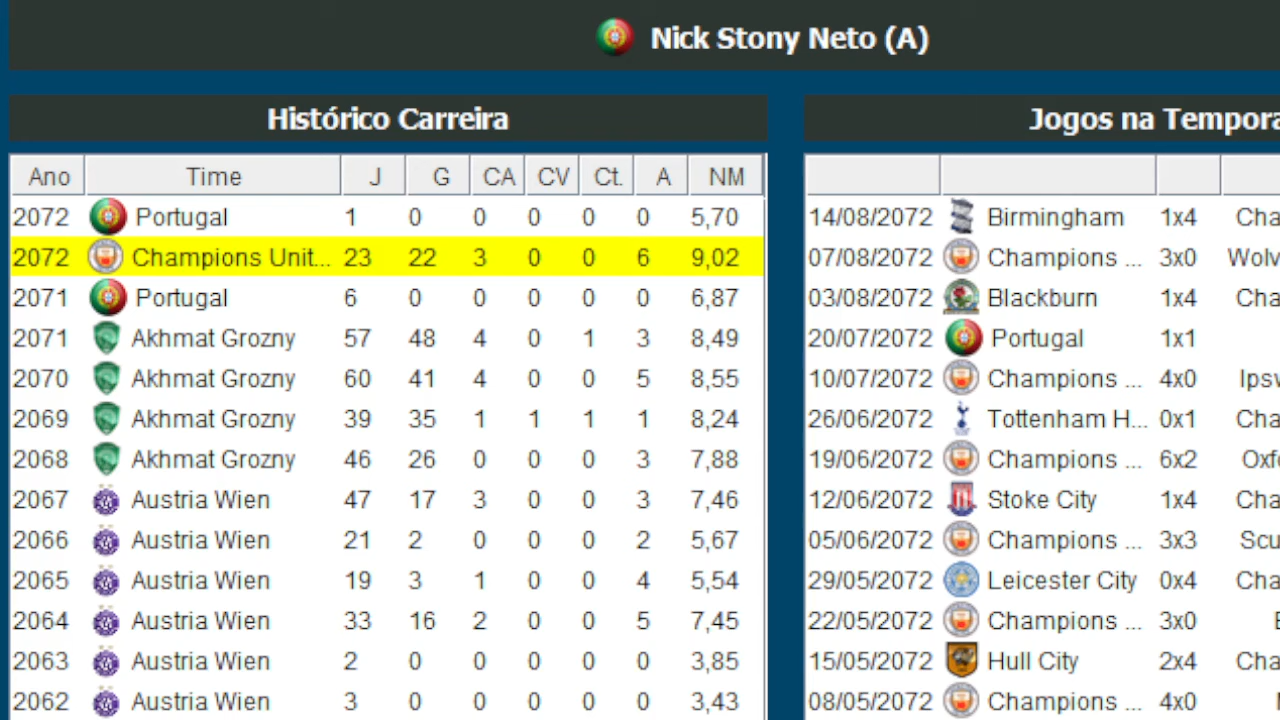 Nick Stony Neto (A)
Histórico Carreira
Ano Time J G CA CV Ct. A NM
2072 Portugal 1 0 0 0 0 0 5,70
2072 Champions Unit... 23 22 3 0 0 6 9,02
2071 Portugal 6 0 0 0 0 0 6,87
2071 Akhmat Grozny 57 48 4 0 1 3 8,49
2070 Akhmat Grozny 60 41 4 0 0 5 8,55
2069 Akhmat Grozny 39 35 1 1 1 1 8,24
2068 Akhmat Grozny 46 26 0 0 0 3 7,88
2067 Austria Wien 47 17 3 0 0 3 7,46
2066 Austria Wien 21 2 0 0 0 2 5,67
2065 Austria Wien 19 3 1 0 0 4 5,54
2064 Austria Wien 33 16 2 0 0 5 7,45
2063 Austria Wien 2 0 0 0 0 0 3,85
2062 Austria Wien 3 0 0 0 0 0 3,43
Jogos na Tempora
14/08/2072 Birmingham 1x4 Cha
07/08/2072 Champions ... 3x0 Wolv
03/08/2072 Blackburn 1x4 Cha
20/07/2072 Portugal 1x1
10/07/2072 Champions ... 4x0 Ipsv
26/06/2072 Tottenham H... 0x1 Cha
19/06/2072 Champions ... 6x2 Oxfo
12/06/2072 Stoke City 1x4 Cha
05/06/2072 Champions ... 3x3 Scu
29/05/2072 Leicester City 0x4 Cha
22/05/2072 Champions ... 3x0
15/05/2072 Hull City 2x4 Cha
08/05/2072 Champions ... 4x0